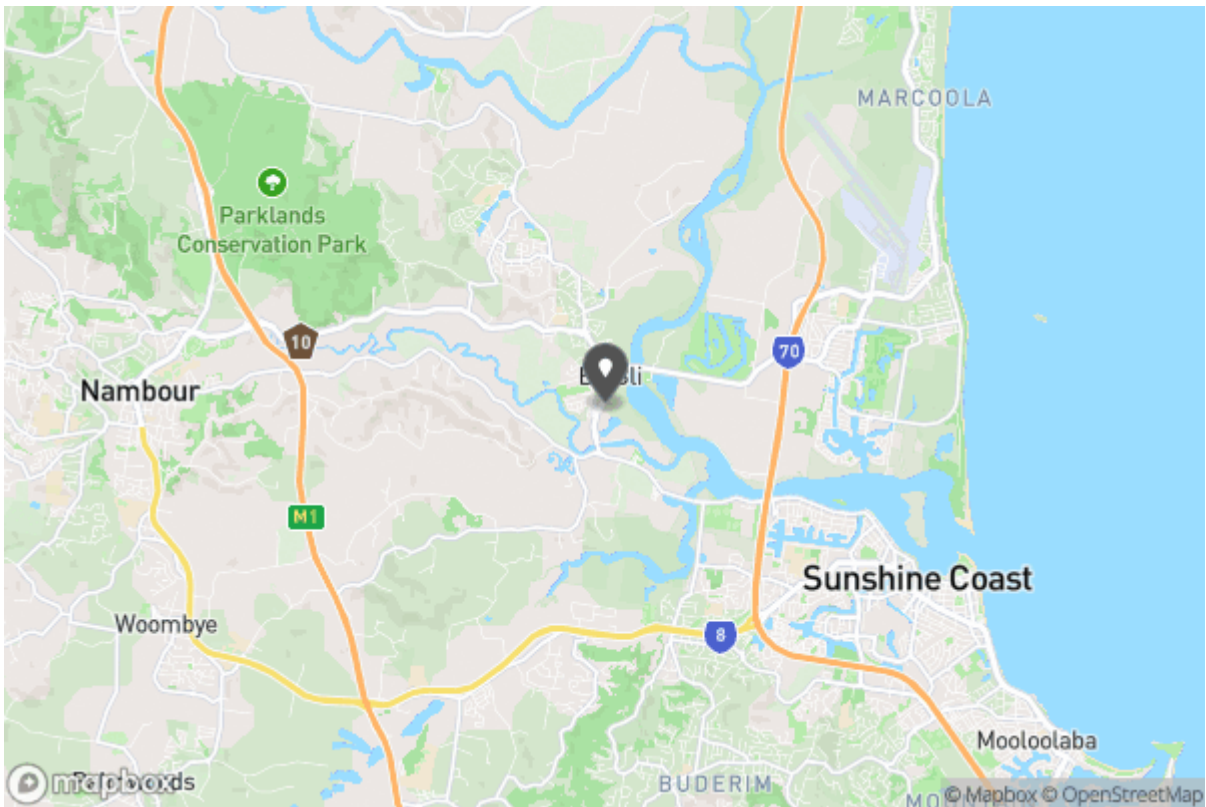 MARCOOLA
Parklands
Conservation Park
10
70
Nambour
M1
Sunshine Coast
Woombye
8
Mooloolaba
BUDERIM
mapbox
© Mapbox © OpenStreetMap